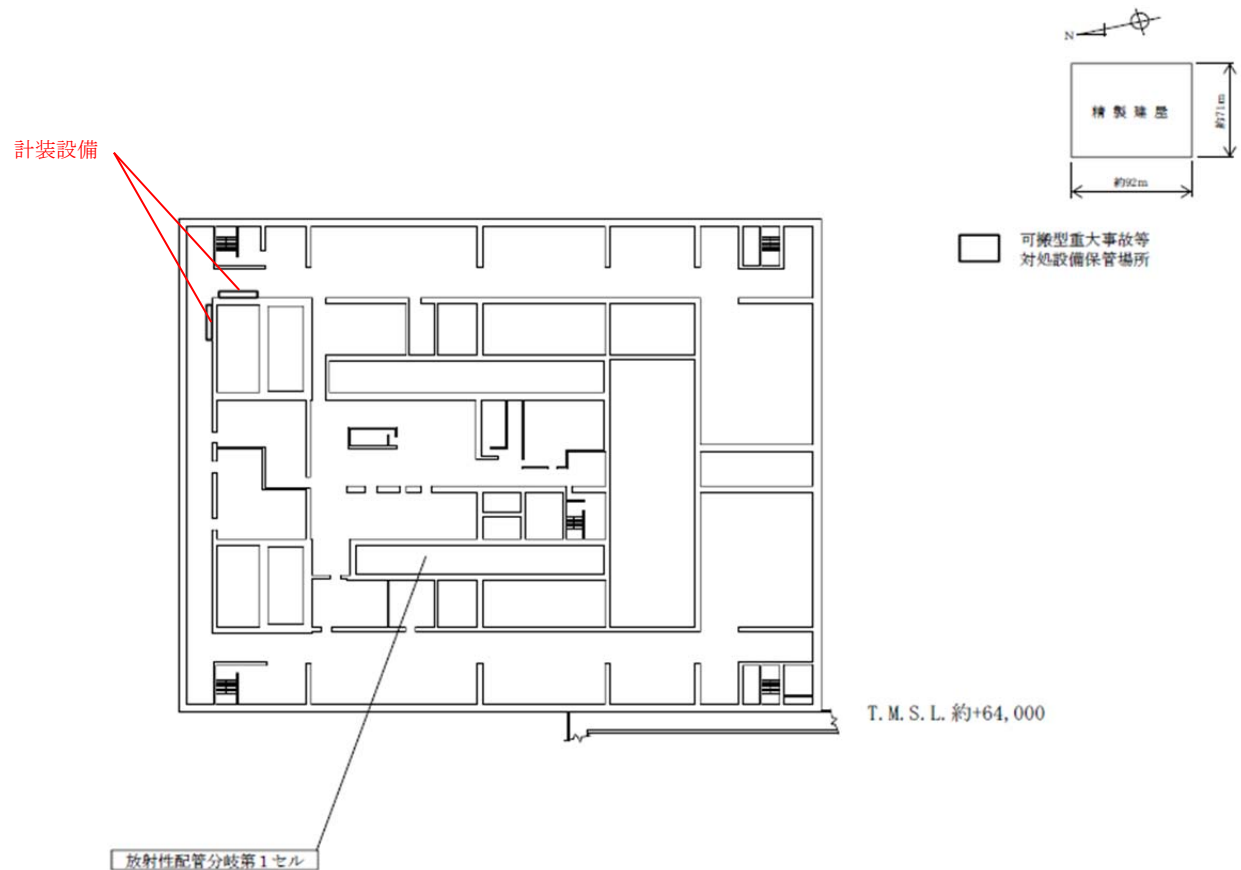 N
精製建屋
約71m
約92m
可搬型重大事故等
対処設備保管場所
計装設備
T.M.S.L.約+64,000
放射性配管分岐第1セル